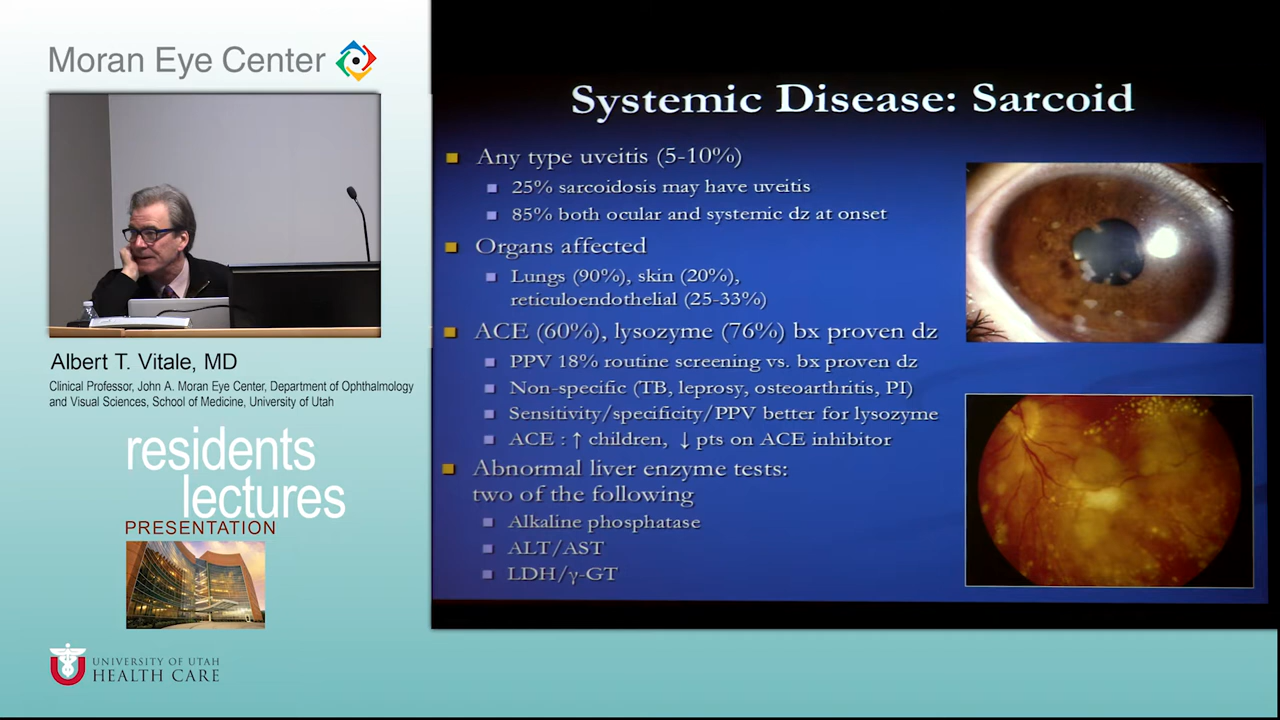 Moran Eye Center
Albert T. Vitale, MD
Clinical Professor, John A. Moran Eye Center, Department of Ophthalmology
and Visual Sciences, School of Medicine, University of Utah
residents
lectures
PRESENTATION
UNIVERSITY OF UTAH
HEALTH CARE
Systemic Disease: Sarcoid
Any type uveitis (5-10%)
25% sarcoidosis may have uveitis
85% both ocular and systemic dz at onset
Organs affected
Lungs (90%), skin (20%),
reticuloendothelial (25-33%)
ACE (60%), lysozyme (76%) bx proven dz
PPV 18% routine screening vs. bx proven dz
Non-specific (TB, leprosy, osteoarthritis, PI)
Sensitivity/specificity/PPV better for lysozyme
ACE : ↑ children, ↓ pts on ACE inhibitor
Abnormal liver enzyme tests:
two of the following
Alkaline phosphatase
ALT/AST
LDH/γ-GT